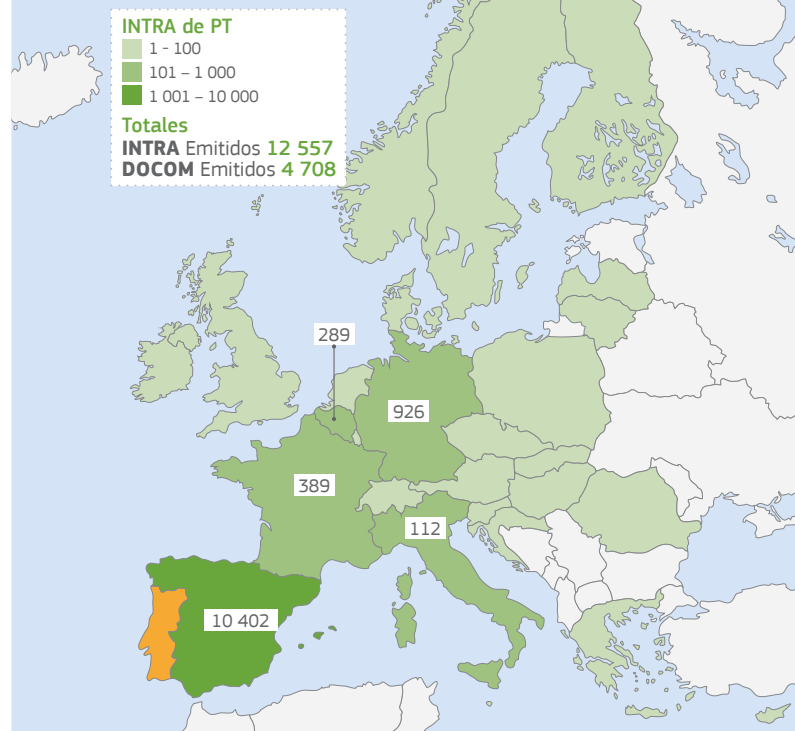 INTRA de PT
1 - 100
101 – 1 000
1 001 – 10 000
Totales
INTRA Emitidos 12 557
DOCOM Emitidos 4 708
289
926
389
112
10 402